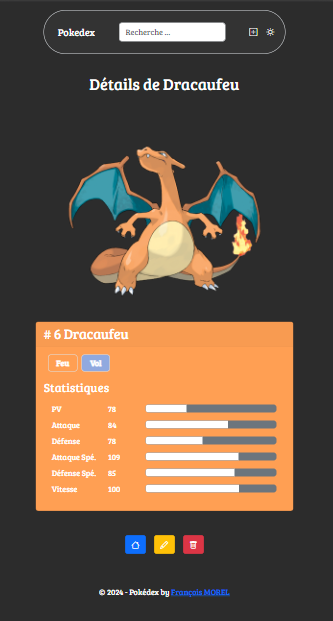 Pokedex
Recherche ...
Détails de Dracaufeu
# 6 Dracaufeu
Feu Vol
Statistiques
PV 78
Attaque 84
Défense 78
Attaque Spé. 109
Défense Spé. 85
Vitesse 100
© 2024 - Pokédex by François MOREL